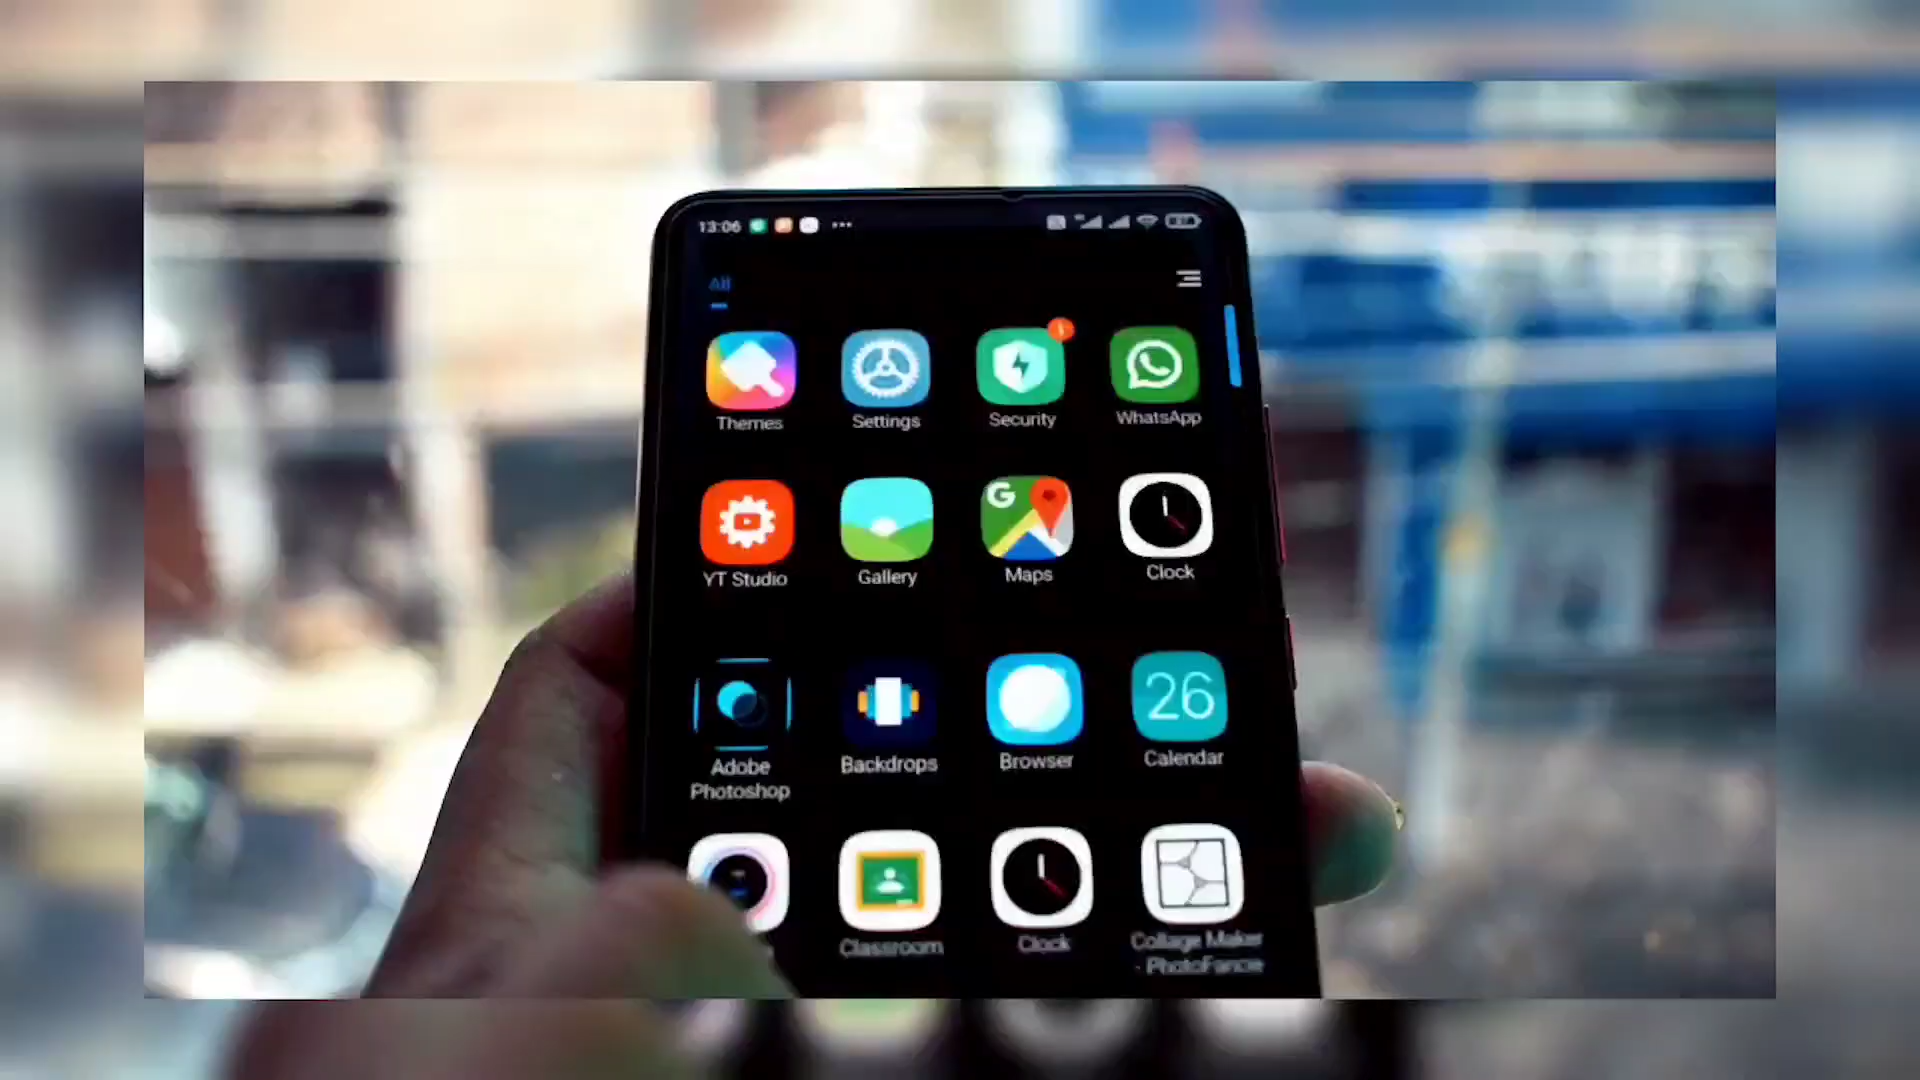 13:06
All
Themes
Settings
Security
WhatsApp
YT Studio
Gallery
G
Maps
Clock
26
Adobe
Photoshop
Backdrops
Browser
Calendar
Classroom
Clock
Collage Maker
- PhotoFancie